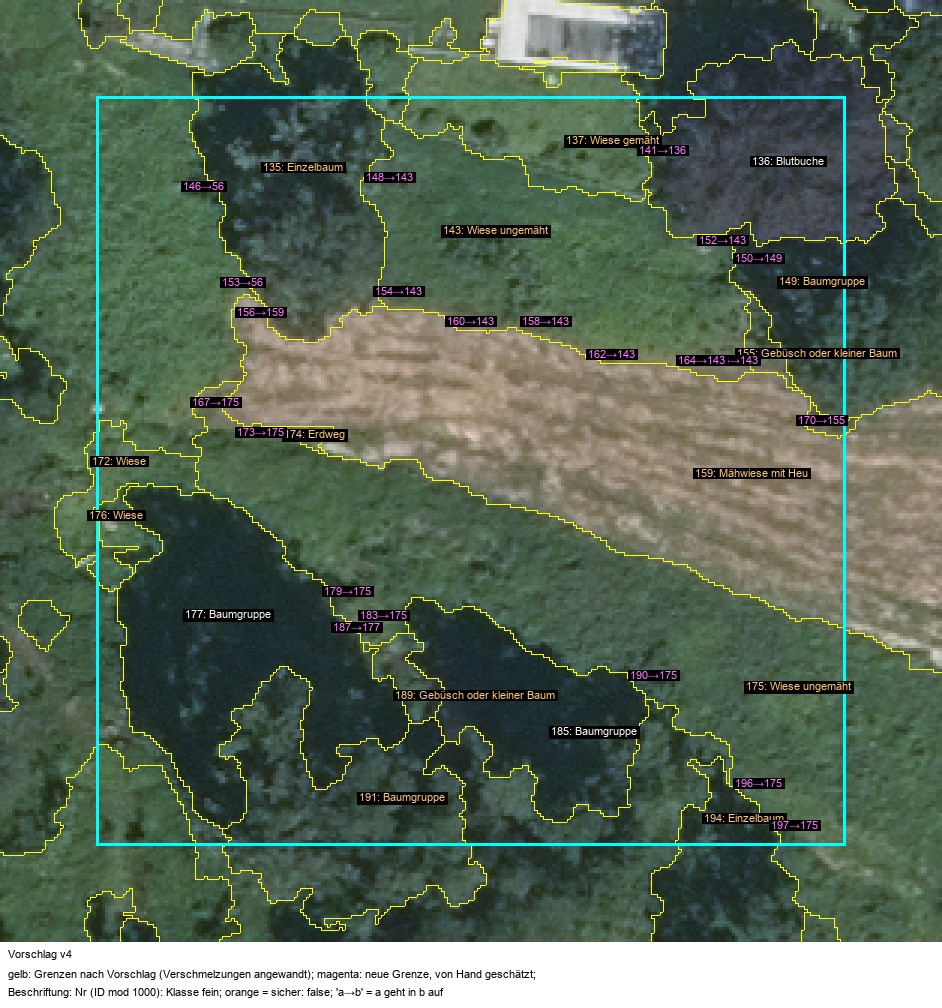 137: Wiese gemäht
141→136
136: Blutbuche
135: Einzelbaum
148→143
146→56
143: Wiese ungemäht
152→143
150→149
149: Baumgruppe
153→56
154→143
156→159
160→143
158→143
162→143
155: Gebüsch oder kleiner Baum
164→143
→143
167→175
170→155
173→175
174: Erdweg
172: Wiese
159: Mähwiese mit Heu
176: Wiese
179→175
177: Baumgruppe
183→175
187→177
190→175
175: Wiese ungemäht
189: Gebüsch oder kleiner Baum
185: Baumgruppe
196→175
191: Baumgruppe
194: Einzelbaum
197→175
Vorschlag v4
gelb: Grenzen nach Vorschlag (Verschmelzungen angewandt); magenta: neue Grenze, von Hand geschätzt;
Beschriftung: Nr (ID mod 1000): Klasse fein; orange = sicher: false; 'a→b' = a geht in b auf